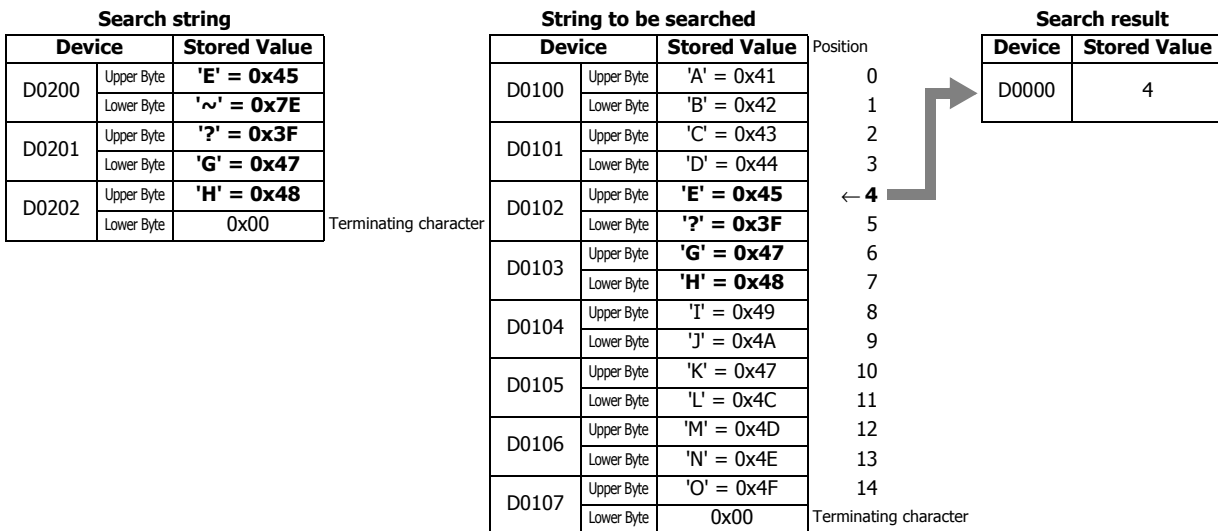 Search string String to be searched Search result
Device Stored Value Device Stored Value Position Device Stored Value
D0200 Upper Byte 'E' = 0x45 D0100 Upper Byte 'A' = 0x41 0 D0000 4
Lower Byte '~' = 0x7E Lower Byte 'B' = 0x42 1
D0201 Upper Byte '?' = 0x3F D0101 Upper Byte 'C' = 0x43 2
Lower Byte 'G' = 0x47 Lower Byte 'D' = 0x44 3
D0202 Upper Byte 'H' = 0x48 D0102 Upper Byte 'E' = 0x45 ← 4
Lower Byte 0x00 Terminating character Lower Byte '?' = 0x3F 5
D0103 Upper Byte 'G' = 0x47 6
Lower Byte 'H' = 0x48 7
D0104 Upper Byte 'I' = 0x49 8
Lower Byte 'J' = 0x4A 9
D0105 Upper Byte 'K' = 0x47 10
Lower Byte 'L' = 0x4C 11
D0106 Upper Byte 'M' = 0x4D 12
Lower Byte 'N' = 0x4E 13
D0107 Upper Byte 'O' = 0x4F 14
Lower Byte 0x00 Terminating character